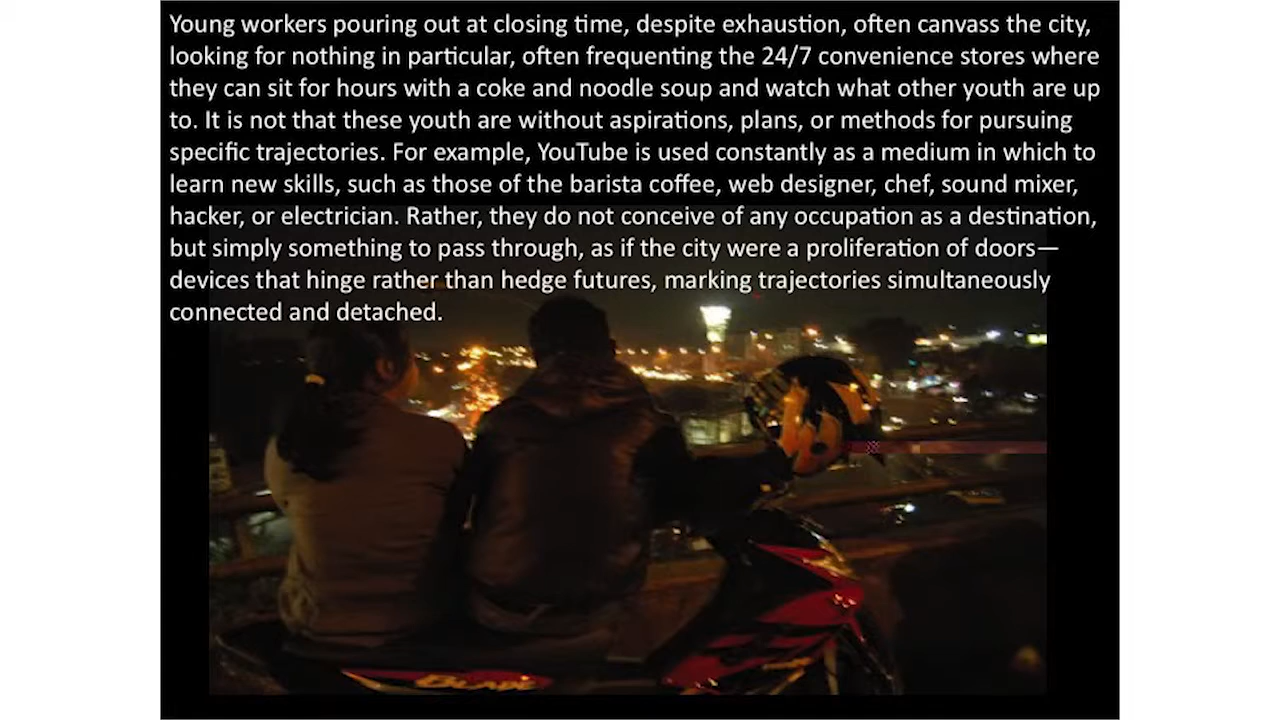 Young workers pouring out at closing time, despite exhaustion, often canvass the city,
looking for nothing in particular, often frequenting the 24/7 convenience stores where
they can sit for hours with a coke and noodle soup and watch what other youth are up
to. It is not that these youth are without aspirations, plans, or methods for pursuing
specific trajectories. For example, YouTube is used constantly as a medium in which to
learn new skills, such as those of the barista coffee, web designer, chef, sound mixer,
hacker, or electrician. Rather, they do not conceive of any occupation as a destination,
but simply something to pass through, as if the city were a proliferation of doors—
devices that hinge rather than hedge futures, marking trajectories simultaneously
connected and detached.
BLADE